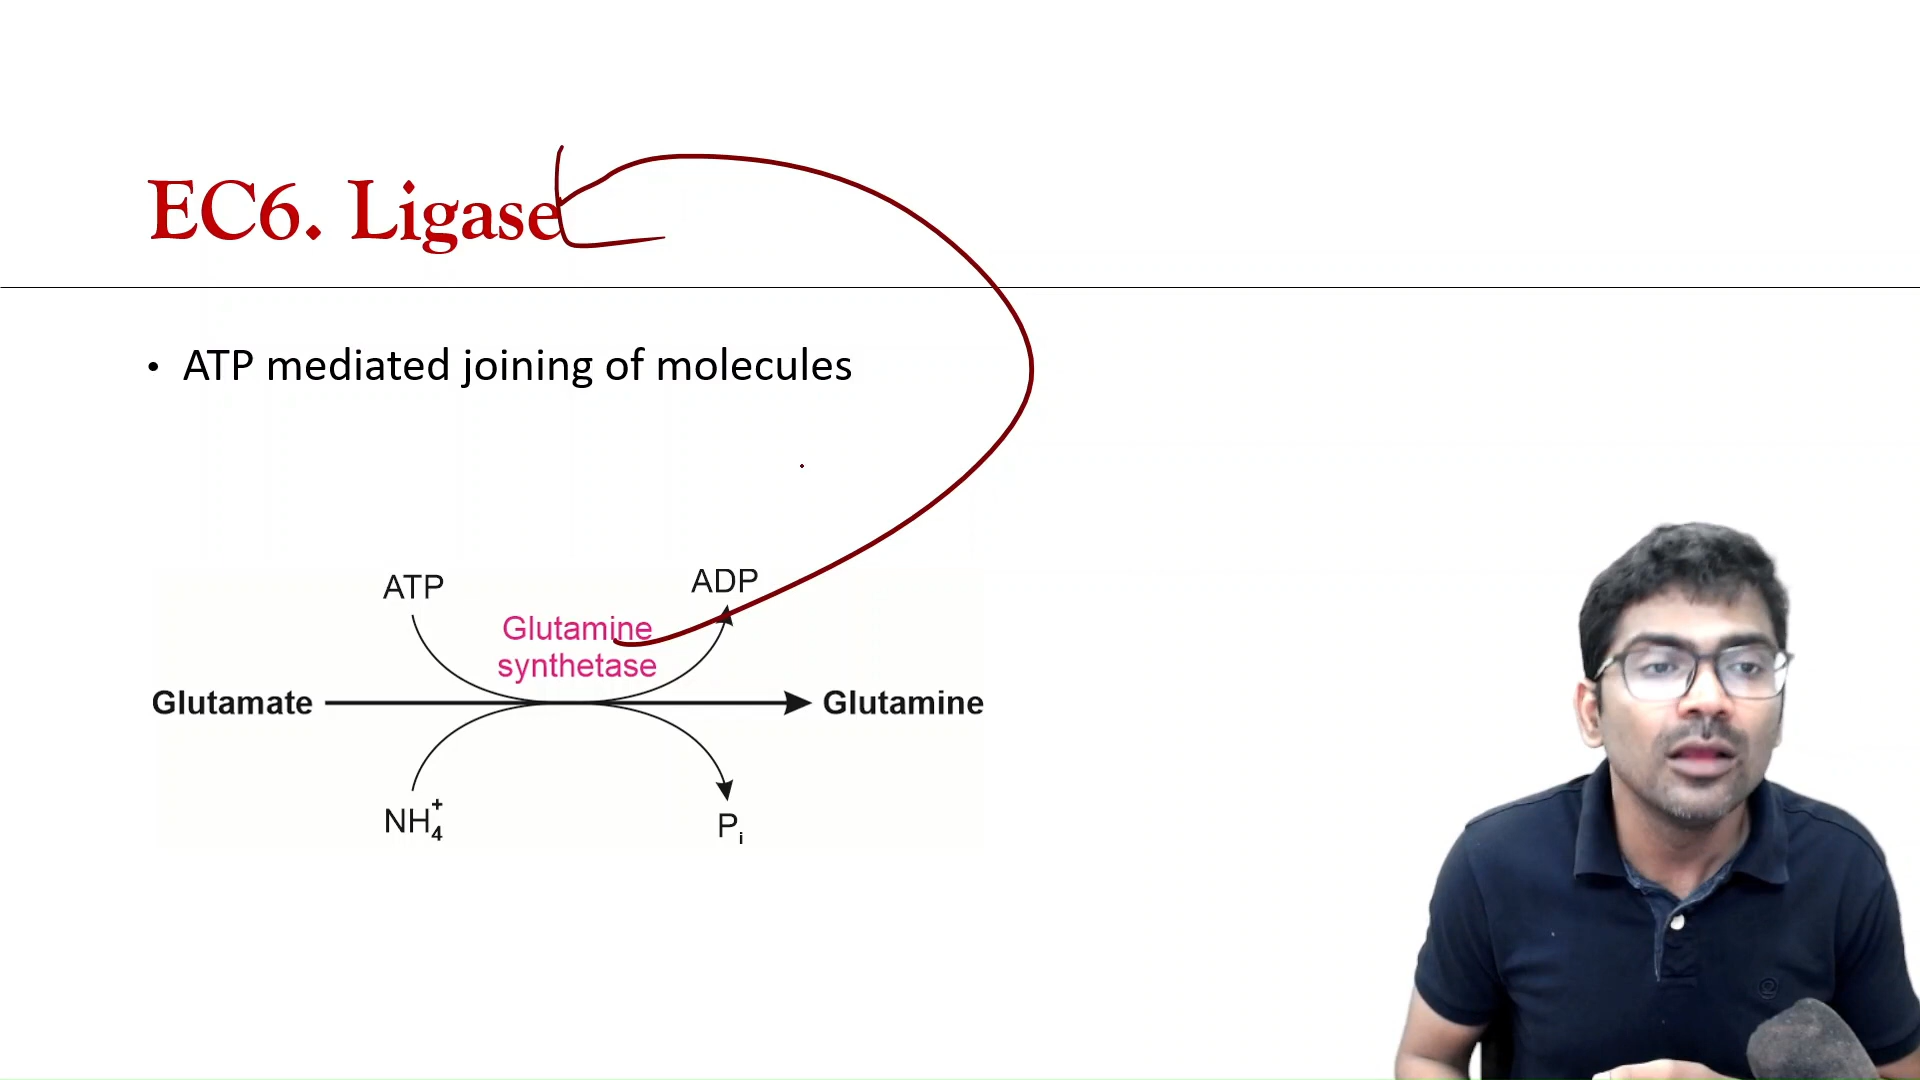 EC6. Ligase
• ATP mediated joining of molecules
ATP
ADP
Glutamine
synthetase
Glutamate
Glutamine
NH₄⁺
Pᵢ